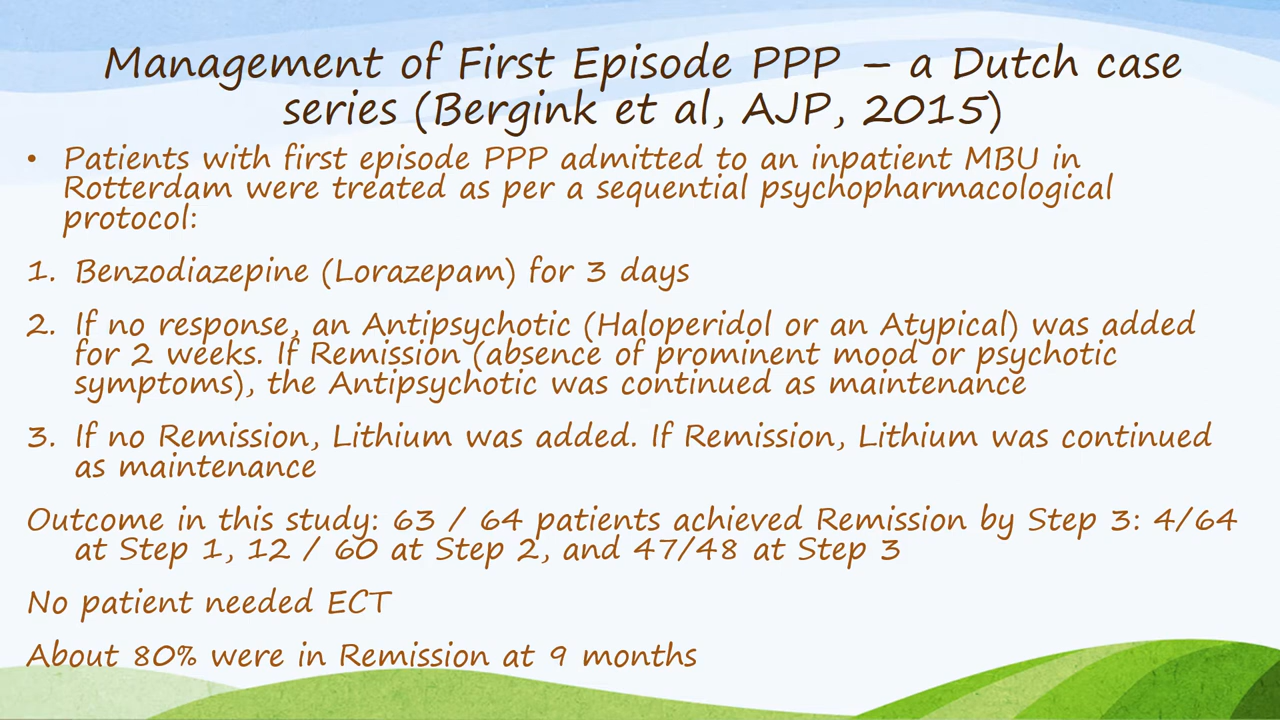 Management of First Episode PPP – a Dutch case
series (Bergink et al, AJP, 2015)
• Patients with first episode PPP admitted to an inpatient MBU in
Rotterdam were treated as per a sequential psychopharmacological
protocol:
1. Benzodiazepine (Lorazepam) for 3 days
2. If no response, an Antipsychotic (Haloperidol or an Atypical) was added
for 2 weeks. If Remission (absence of prominent mood or psychotic
symptoms), the Antipsychotic was continued as maintenance
3. If no Remission, Lithium was added. If Remission, Lithium was continued
as maintenance
Outcome in this study: 63 / 64 patients achieved Remission by Step 3: 4/64
at Step 1, 12 / 60 at Step 2, and 47/48 at Step 3
No patient needed ECT
About 80% were in Remission at 9 months